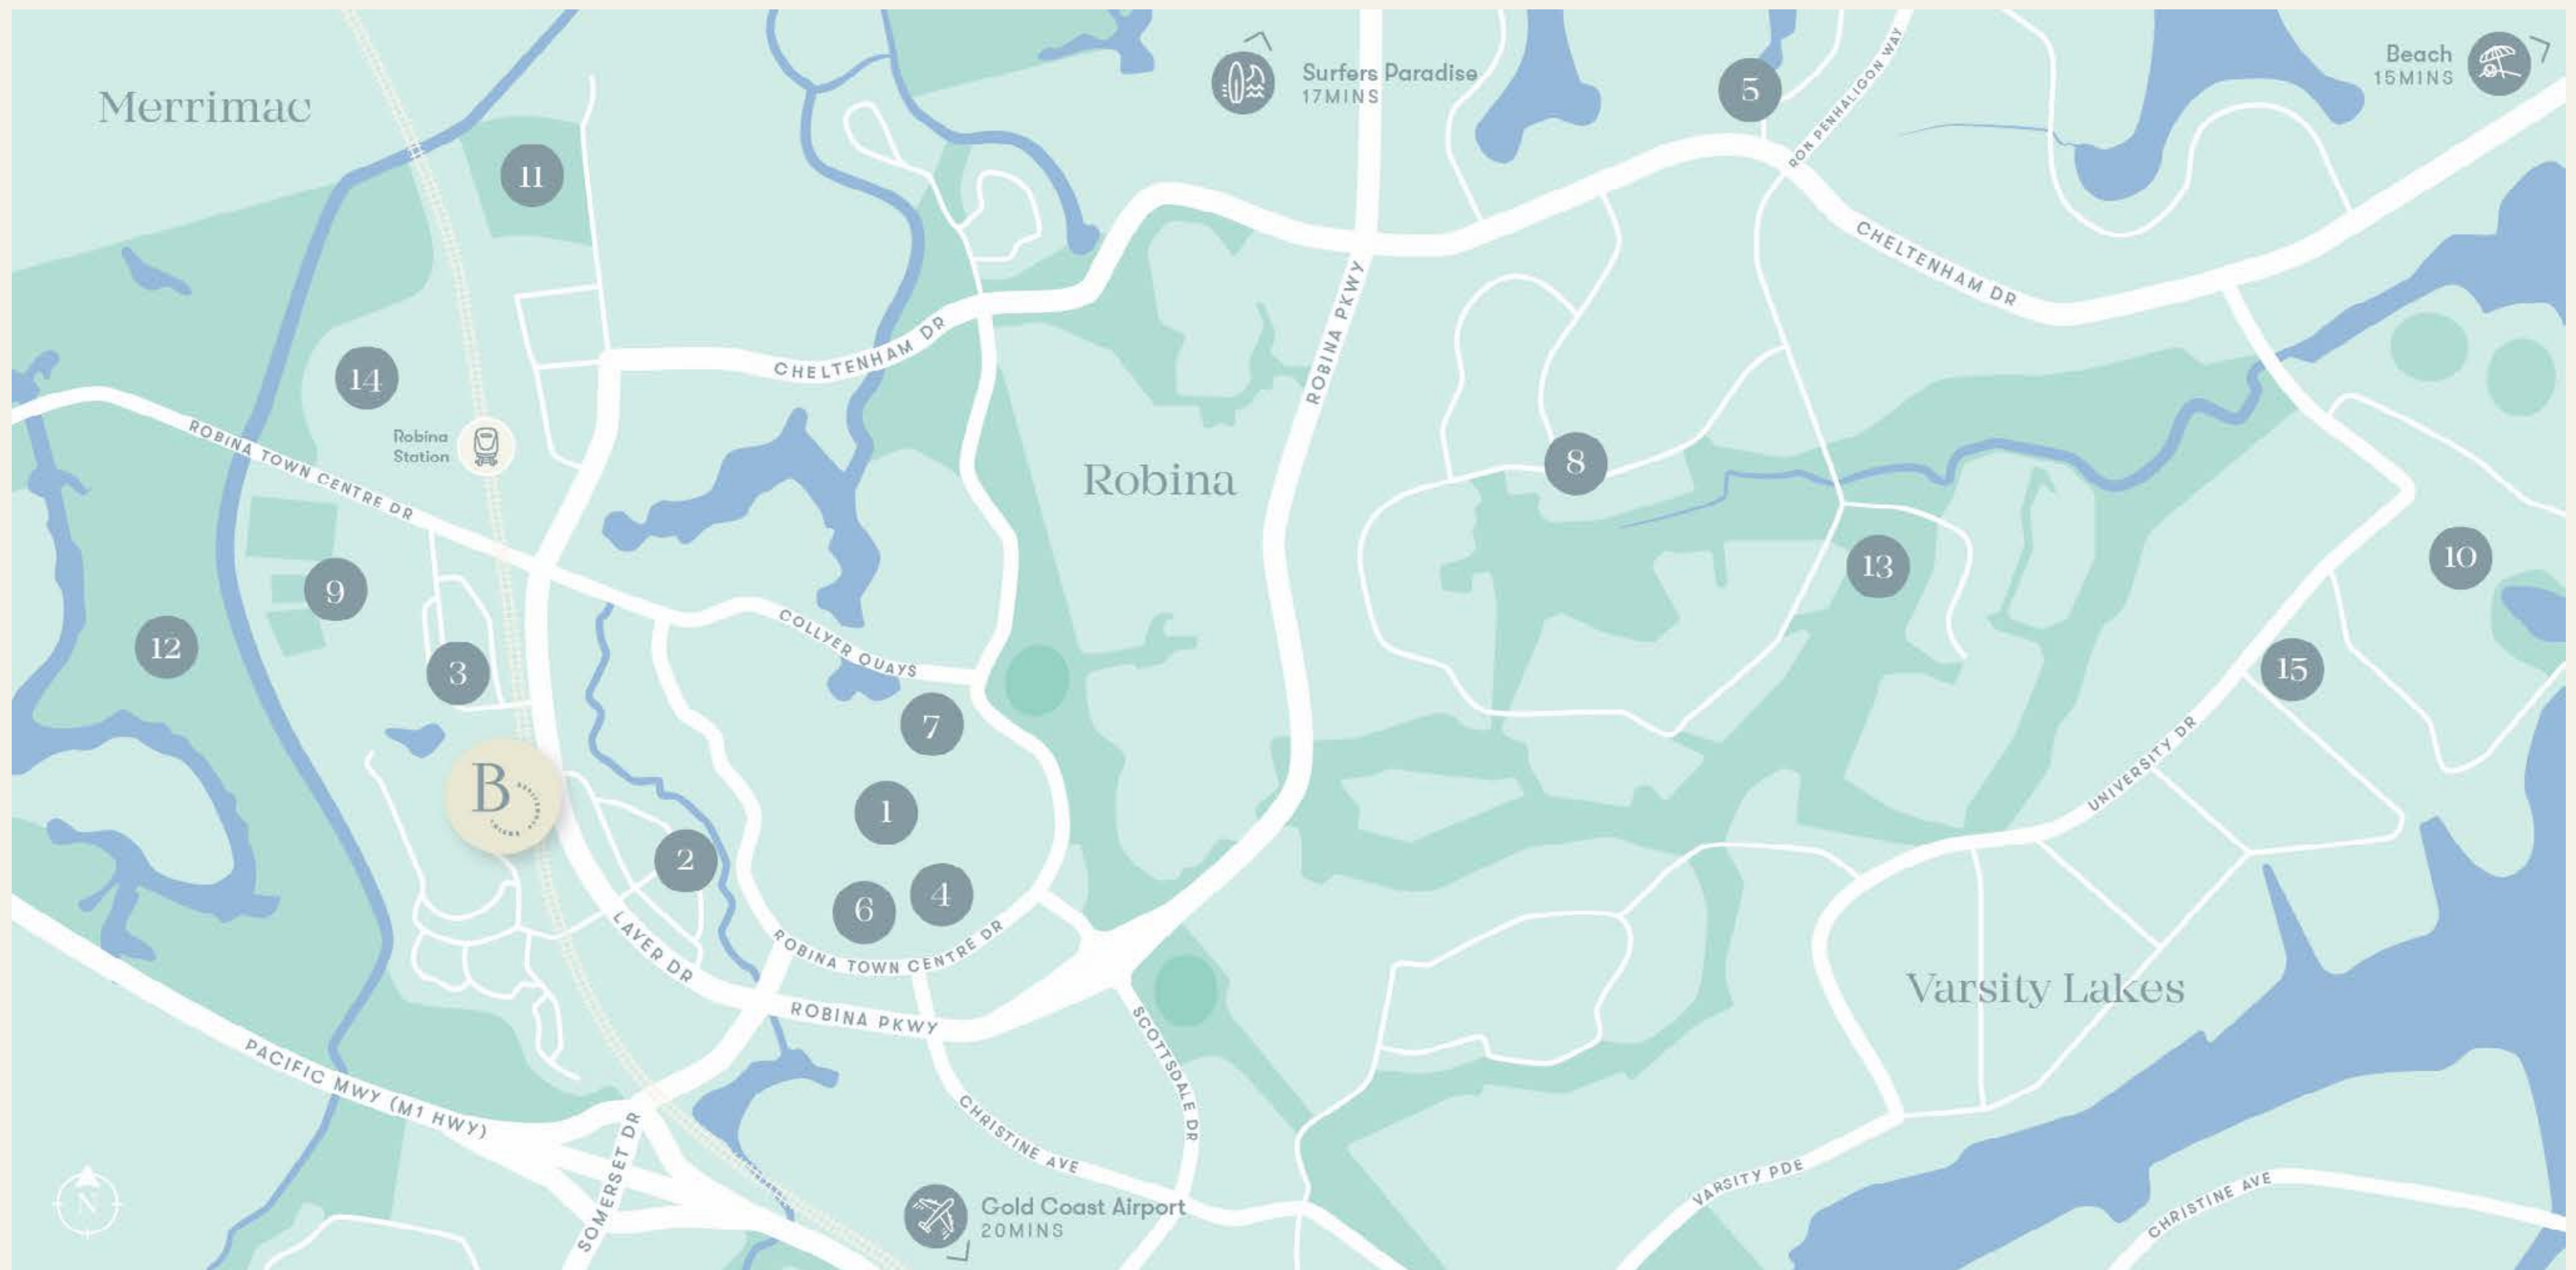 Surfers Paradise
17MINS
Beach
15MINS
5
RON PENHALIGON WAY
Merrimac
11
CHELTENHAM DR
CHELTENHAM DR
ROBINA PKWY
14
Robina
Station
ROBINA TOWN CENTRE DR
Robina
8
10
13
9
12
3
COLLYER QUAYS
15
7
B
1
UNIVERSITY DR
2
6
4
LAVER DR
ROBINA TOWN CENTRE DR
ROBINA PKWY
Varsity Lakes
SCOTTSDALE DR
PACIFIC MWY (M1 HWY)
CHRISTINE AVE
SOMERSET DR
VARSITY PDE
CHRISTINE AVE
N
Gold Coast Airport
20MINS